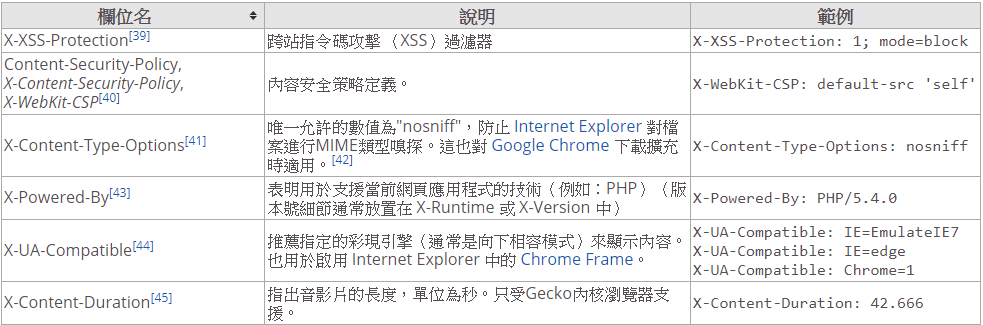 欄位名 說明 範例
X-XSS-Protection[39] 跨站指令碼攻擊 （XSS）過濾器 X-XSS-Protection: 1; mode=block
Content-Security-Policy,
X-Content-Security-Policy,
X-WebKit-CSP[40]
內容安全策略定義。
X-WebKit-CSP: default-src 'self'
X-Content-Type-Options[41]
唯一允許的數值為"nosniff"，防止 Internet Explorer 對檔
案進行MIME類型嗅探。這也對 Google Chrome 下載擴充
時適用。[42]
X-Content-Type-Options: nosniff
X-Powered-By[43]
表明用於支援當前網頁應用程式的技術（例如：PHP）（版
本號細節通常放置在 X-Runtime 或 X-Version 中）
X-Powered-By: PHP/5.4.0
X-UA-Compatible[44]
推薦指定的彩現引擎（通常是向下相容模式）來顯示內容。
也用於啟用 Internet Explorer 中的 Chrome Frame。
X-UA-Compatible: IE=EmulateIE7
X-UA-Compatible: IE=edge
X-UA-Compatible: Chrome=1
X-Content-Duration[45]
指出音影片的長度，單位為秒。只受Gecko內核瀏覽器支
援。
X-Content-Duration: 42.666